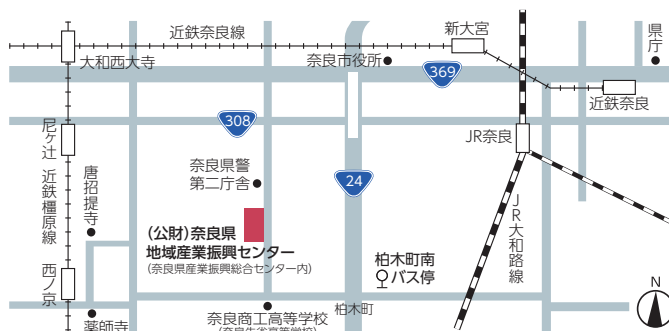 近鉄奈良線
新大宮
県庁
大和西大寺
奈良市役所
369
近鉄奈良
308
尼ヶ辻
JR奈良
奈良県警
第二庁舎
24
唐招提寺
近鉄橿原線
JR大和路線
(公財)奈良県
地域産業振興センター
(奈良県産業振興総合センター内)
柏木町南
バス停
西ノ京
N
柏木町
薬師寺
奈良商工高等学校